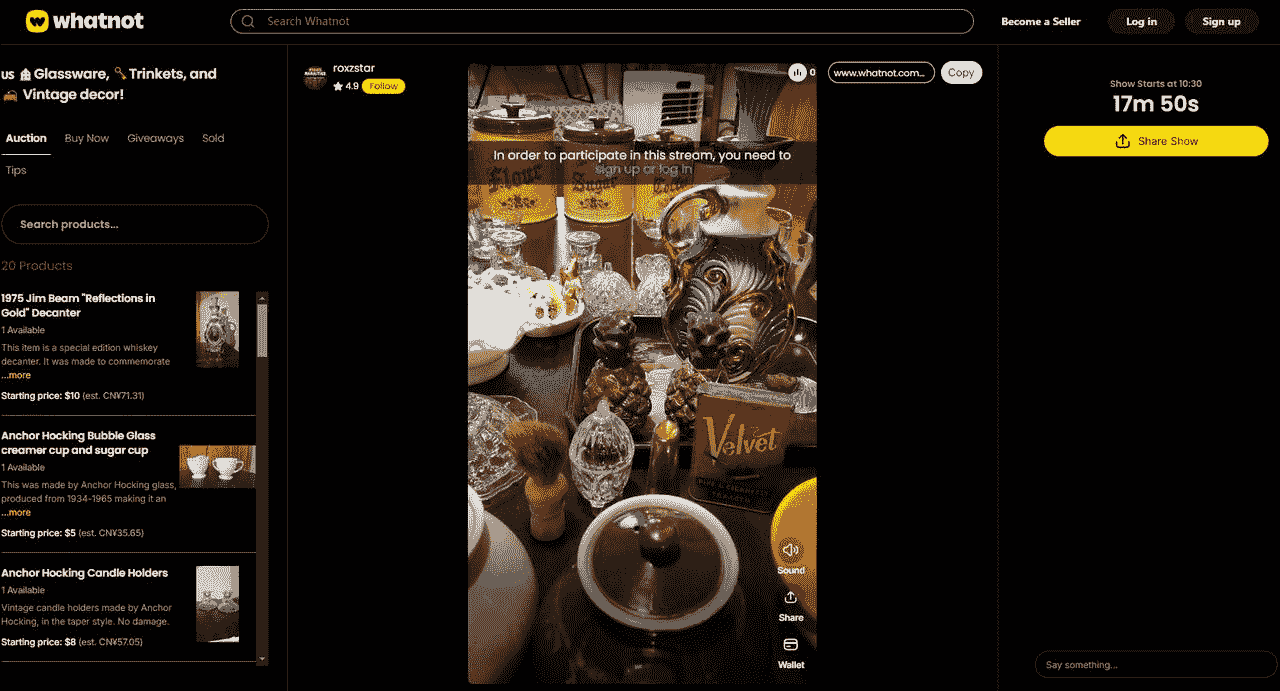 whatnot
Search Whatnot
Become a Seller
Log in
Sign up
us Glassware, Trinkets, and
Vintage decor!
Auction
Buy Now
Giveaways
Sold
Tips
Search products...
20 Products
1975 Jim Beam "Reflections in
Gold" Decanter
1 Available
This item is a special edition whiskey
decanter. It was made to commemorate
...more
Starting price: $10 (est. CN¥71.31)
Anchor Hocking Bubble Glass
creamer cup and sugar cup
1 Available
This was made by Anchor Hocking glass,
produced from 1934-1965 making it an
...more
Starting price: $5 (est. CN¥35.65)
Anchor Hocking Candle Holders
1 Available
Vintage candle holders made by Anchor
Hocking, in the taper style. No damage.
Starting price: $8 (est. CN¥57.05)
roxzstar
4.9 Follow
0
www.whatnot.com...
Copy
In order to participate in this stream, you need to
sign up or log in
Flour
Velvet
Sound
Share
Wallet
Show Starts at 10:30
17m 50s
Share Show
Say something...